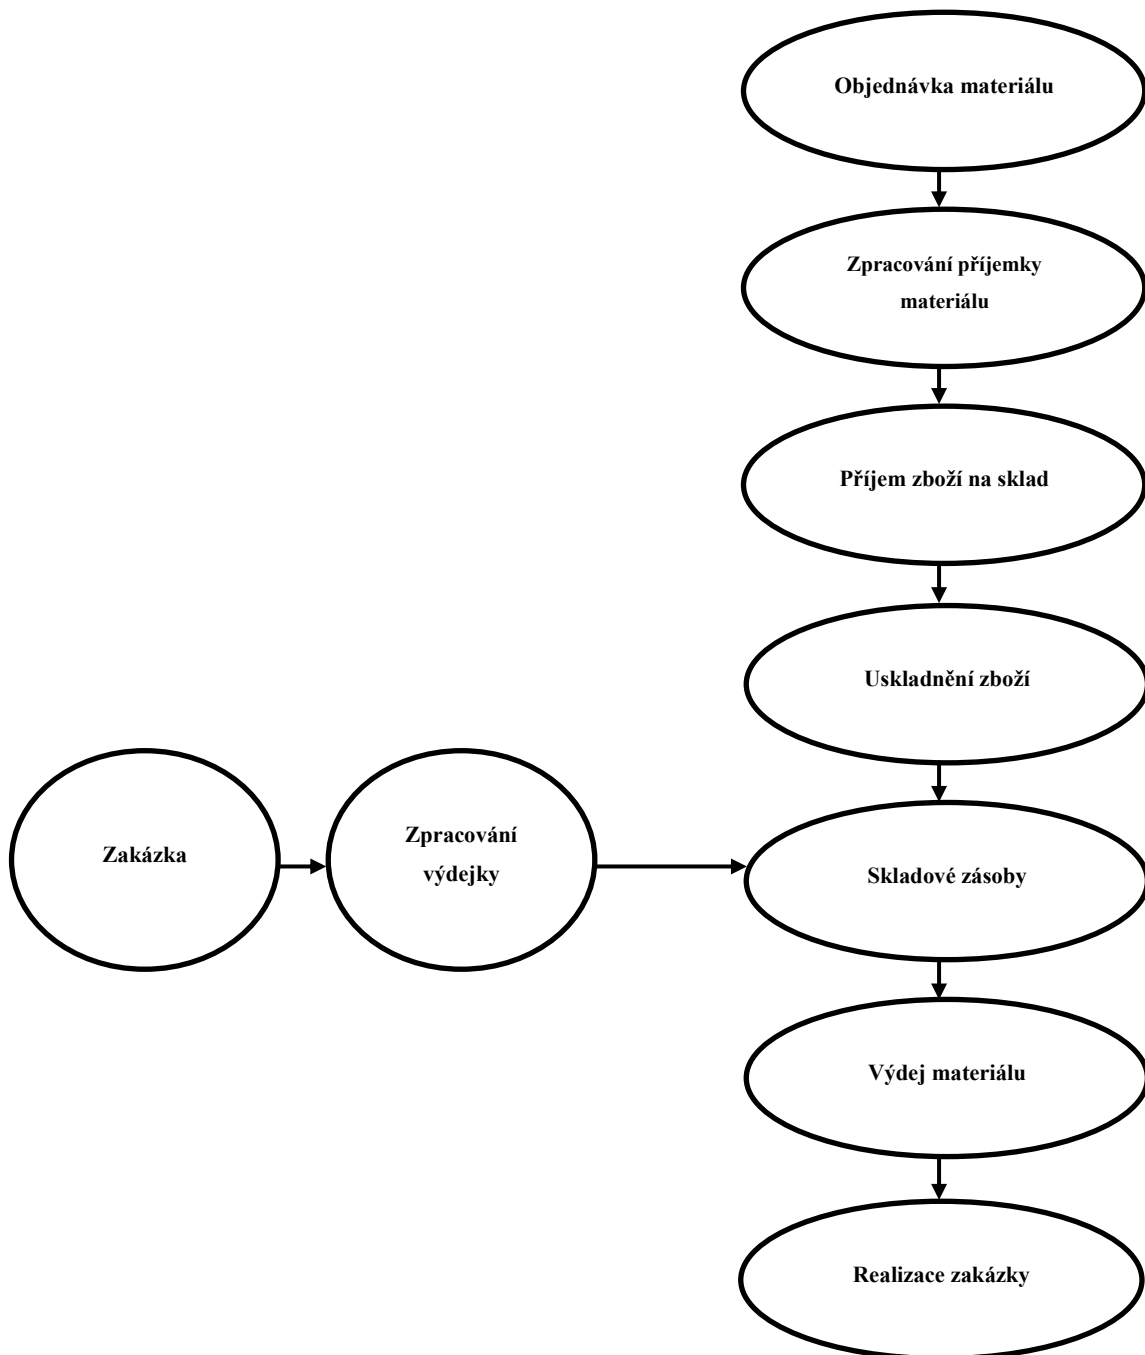 Objednávka materiálu
Zpracování příjemky
materiálu
Příjem zboží na sklad
Uskladnění zboží
Zakázka
Zpracování
výdejky
Skladové zásoby
Výdej materiálu
Realizace zakázky